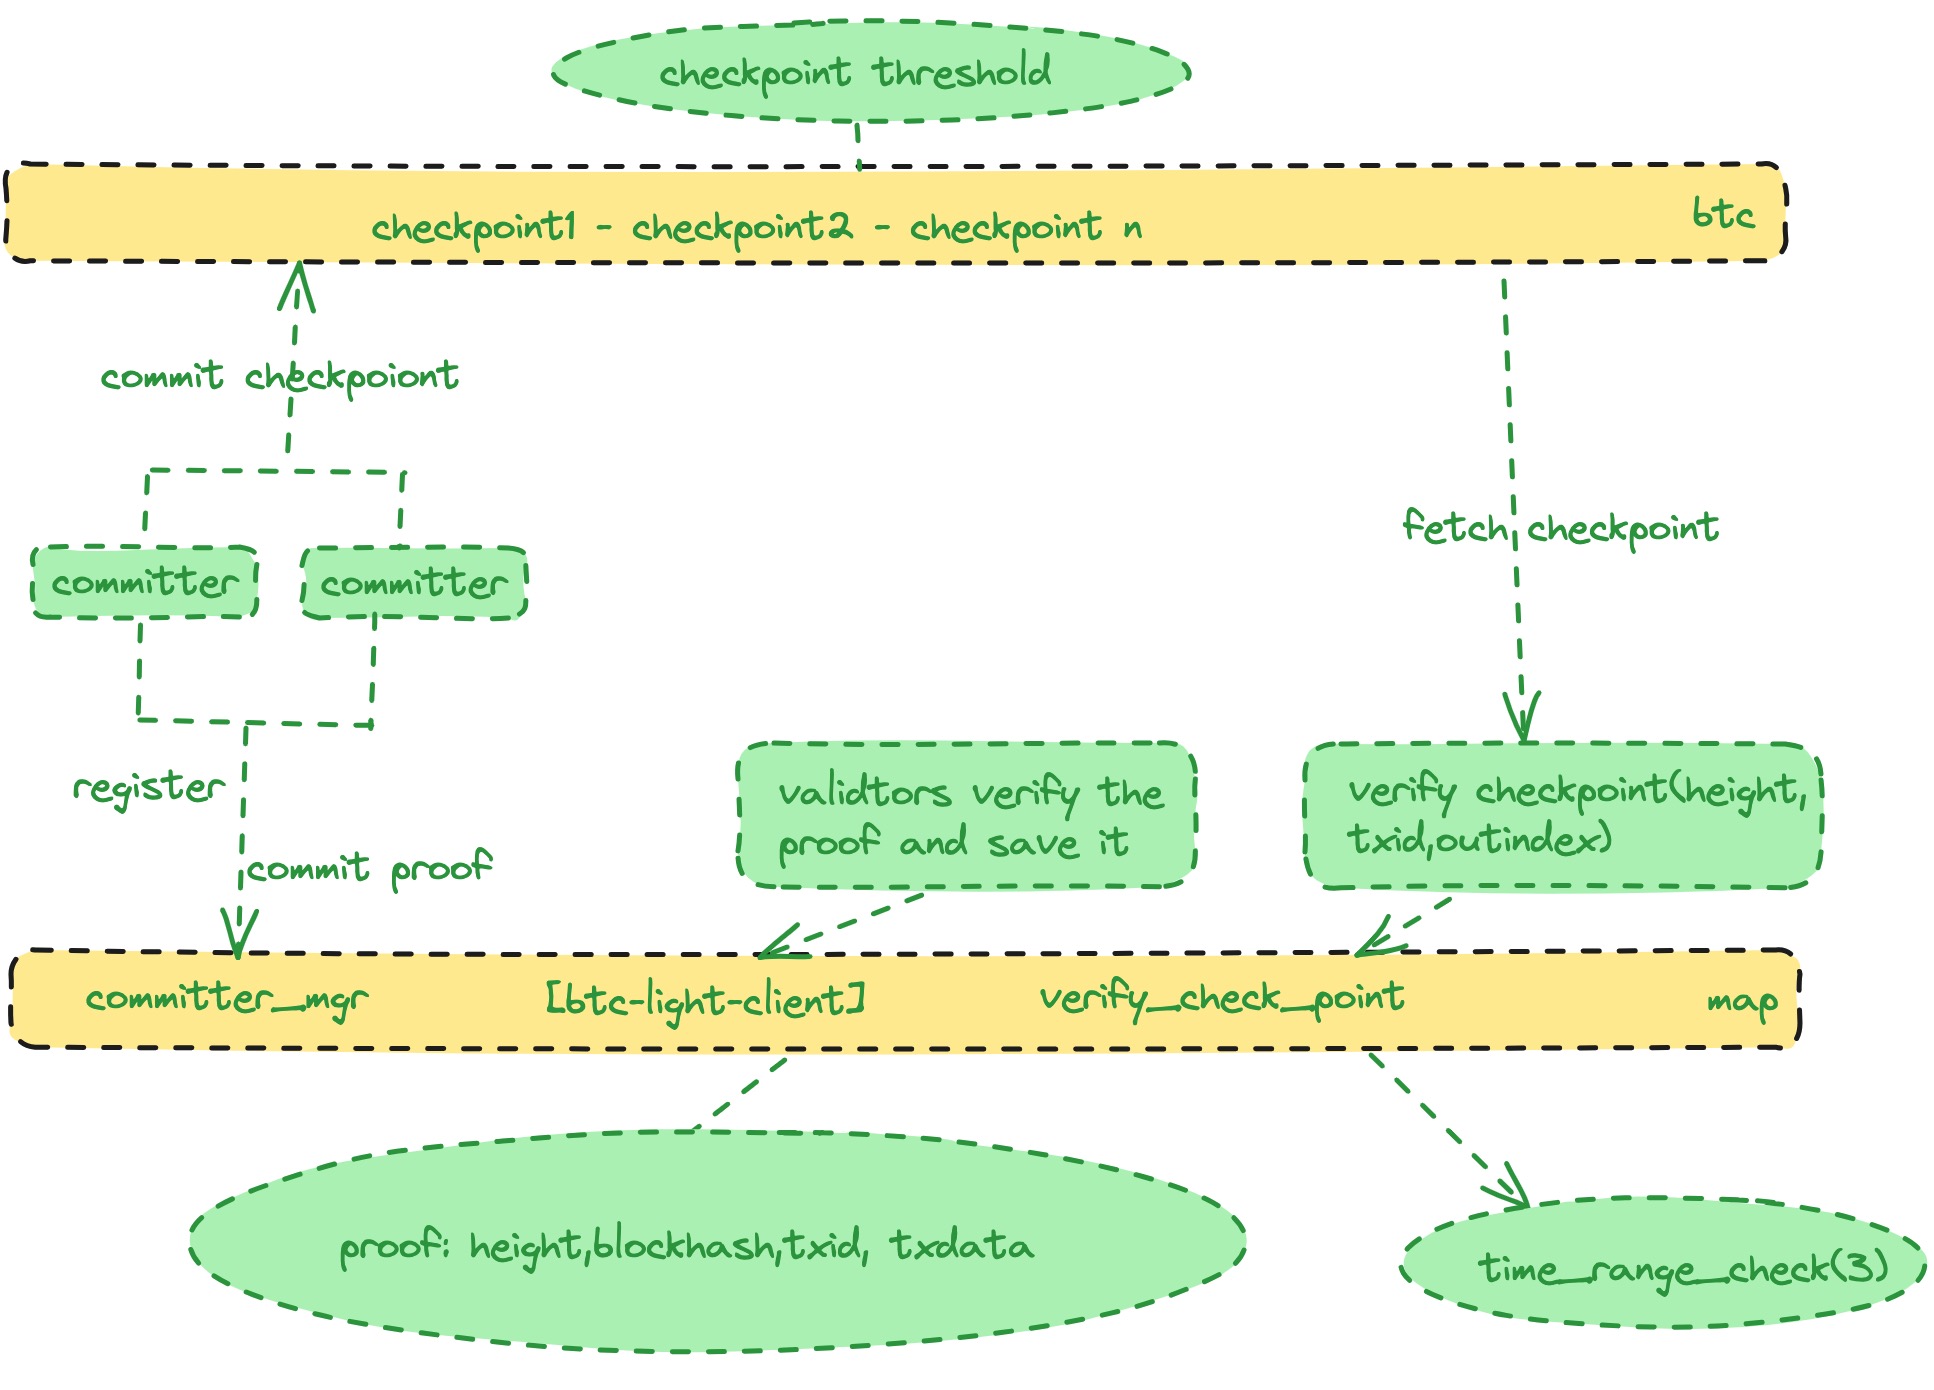 checkpoint threshold
btc
checkpoint1 - checkpoint2 - checkpoint n
commit checkpoiont
fetch checkpoint
committer
committer
register
validtors verify the
proof and save it
verify checkpoint(height,
txid,outindex)
commit proof
committer_mgr
[btc-light-client]
verify_check_point
map
proof: height,blockhash,txid, txdata
time_range_check(3)